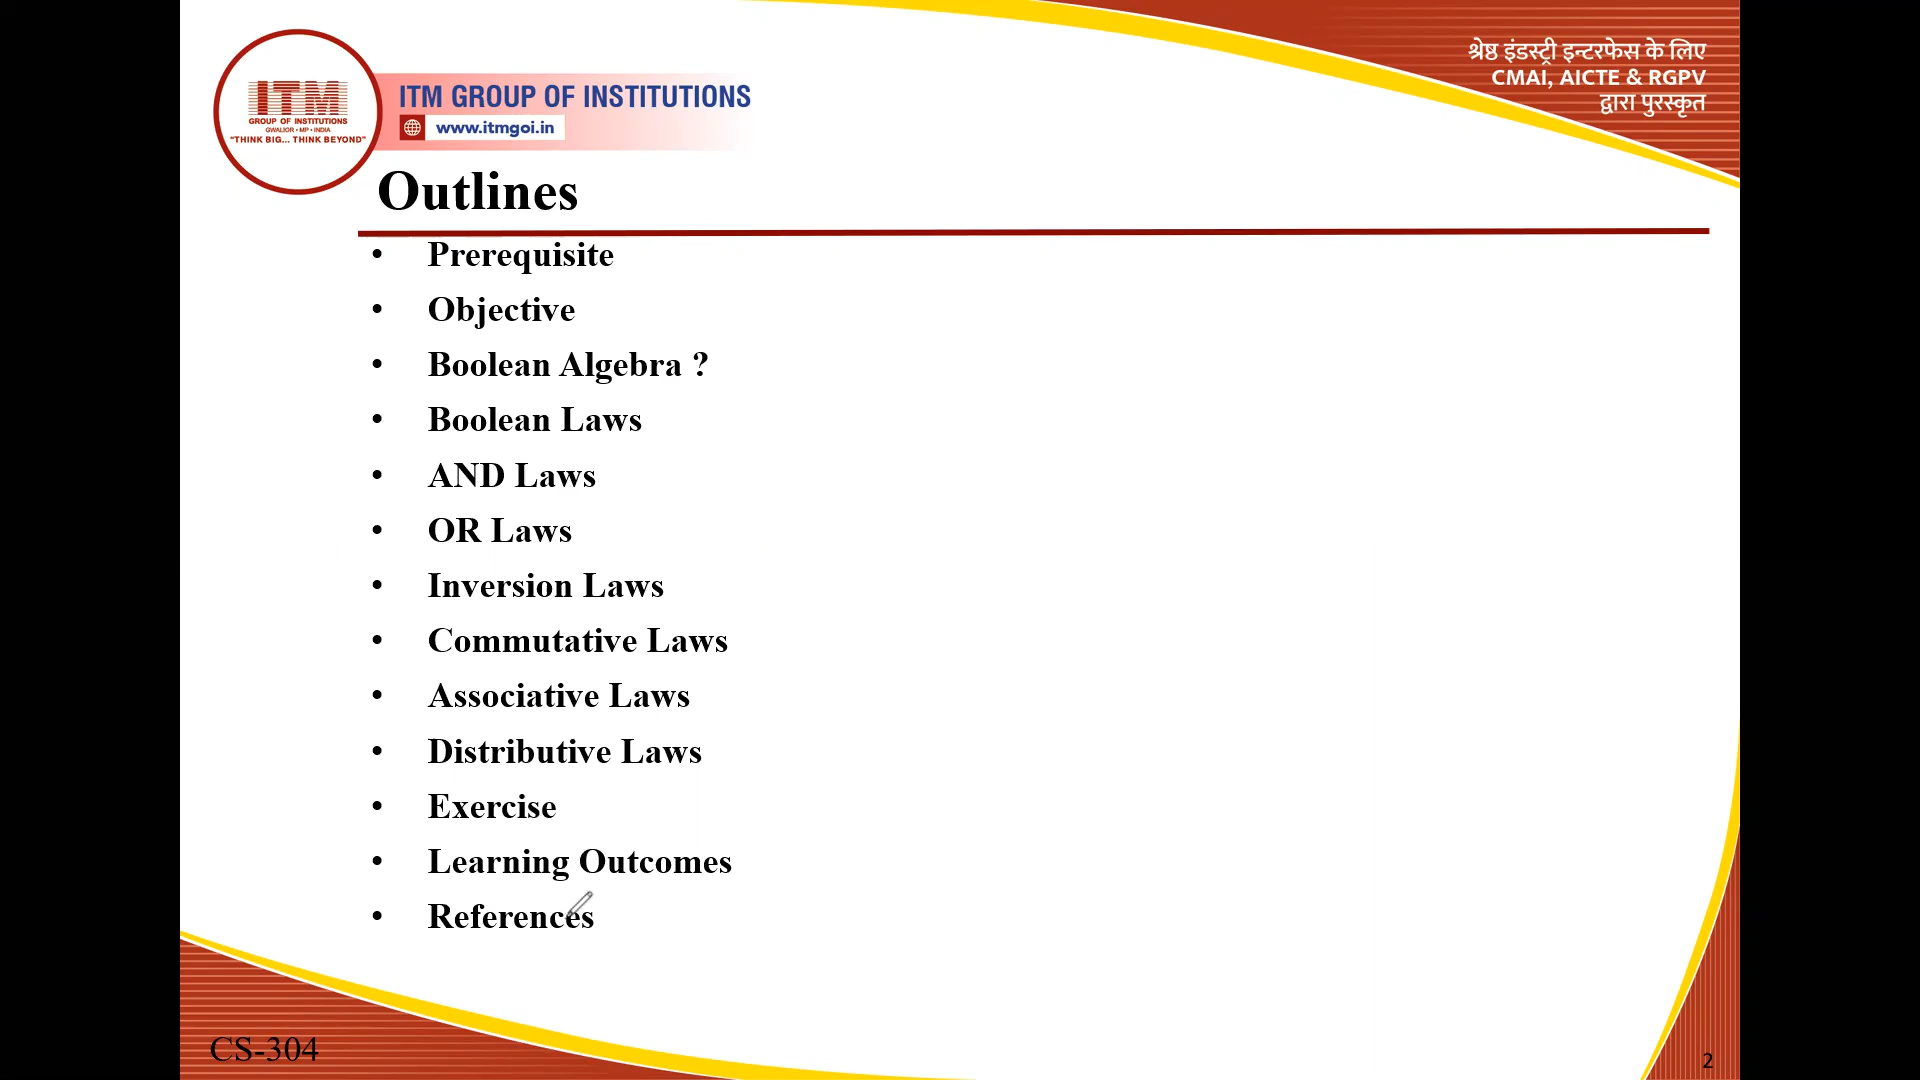 ITM
GROUP OF INSTITUTIONS
GWALIOR • MP • INDIA
"THINK BIG... THINK BEYOND"
ITM GROUP OF INSTITUTIONS
www.itmgoi.in
श्रेष्ठ इंडस्ट्री इन्टरफेस के लिए
CMAI, AICTE & RGPV
द्वारा पुरस्कृत
Outlines
• Prerequisite
• Objective
• Boolean Algebra ?
• Boolean Laws
• AND Laws
• OR Laws
• Inversion Laws
• Commutative Laws
• Associative Laws
• Distributive Laws
• Exercise
• Learning Outcomes
• References
CS-304
2